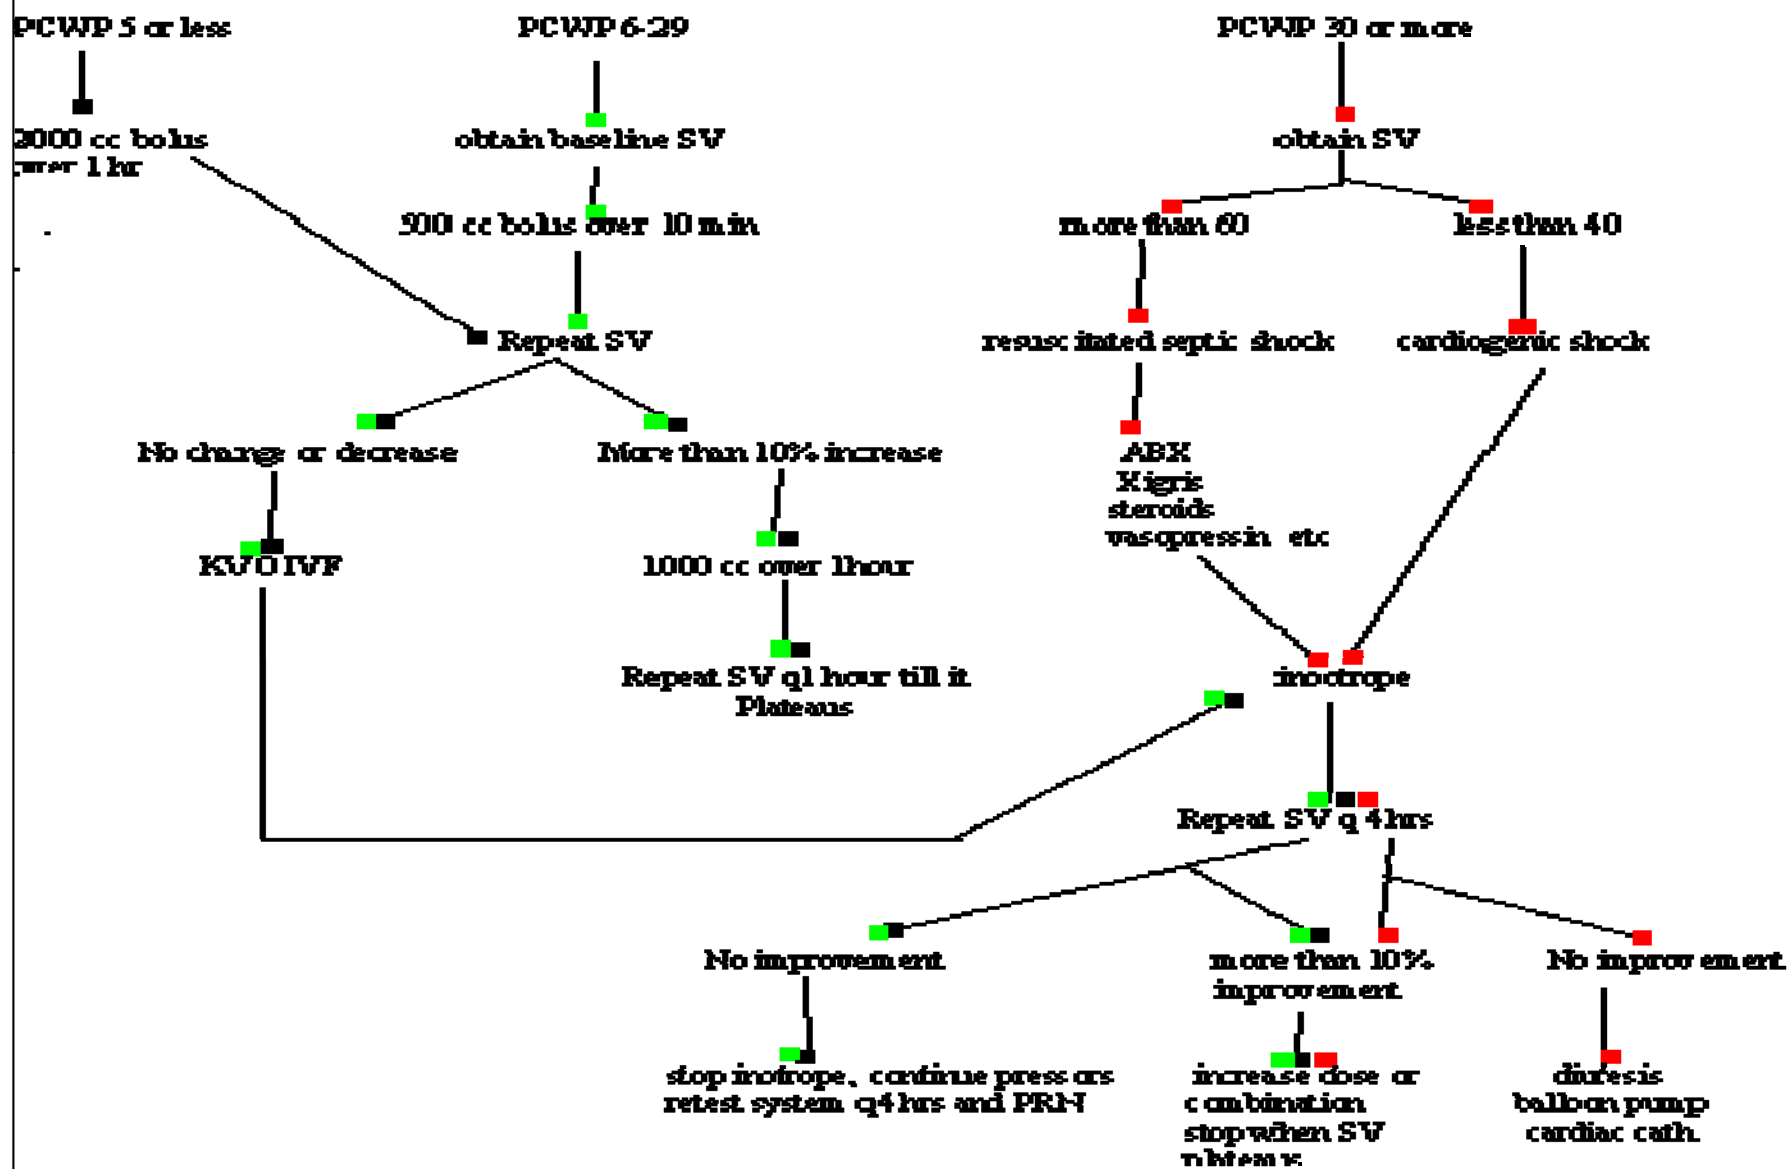 PCWP 5 or less
PCWP 6-29
PCWP 30 or more
2000 cc bolus
over 1 hr
obtain baseline SV
obtain SV
500 cc bolus over 10 min
more than 60
less than 40
Repeat SV
resuscitated septic shock
cardiogenic shock
No change or decrease
More than 10% increase
ABX
Xigris
steroids
vasopressin etc
KVO IVF
1000 cc over 1hour
Repeat SV q1 hour till it
Plateaus
inoctrope
Repeat SV q 4 hrs
No improvement
more than 10%
improvement
No improvement
stop inotrope, continue pressors
retest system q4 hrs and PRN
increase dose or
combination
stop when SV
plateaus
diuresis
balloon pump
cardiac cath.